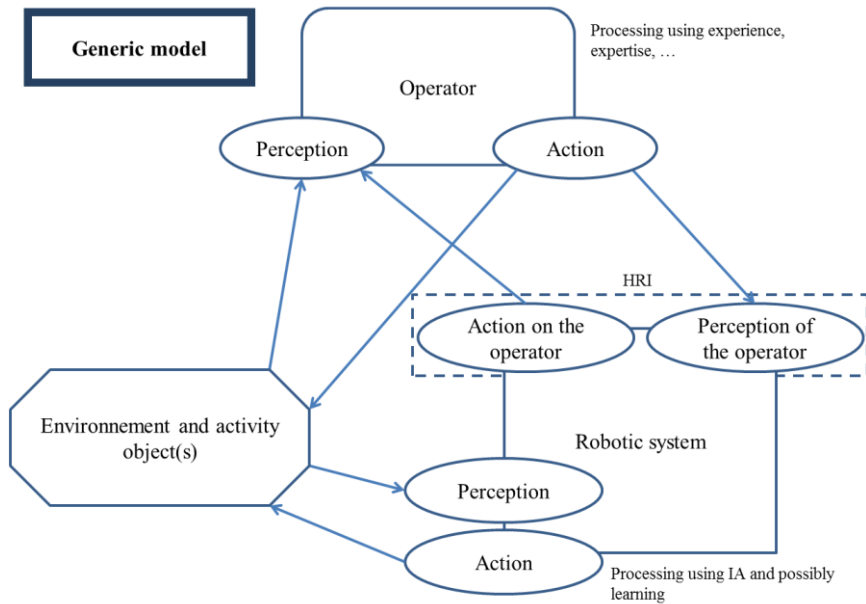 Generic model
Processing using experience,
expertise, …
Operator
Perception
Action
HRI
Action on the
operator
Perception of
the operator
Environnement and activity
object(s)
Robotic system
Perception
Action
Processing using IA and possibly
learning